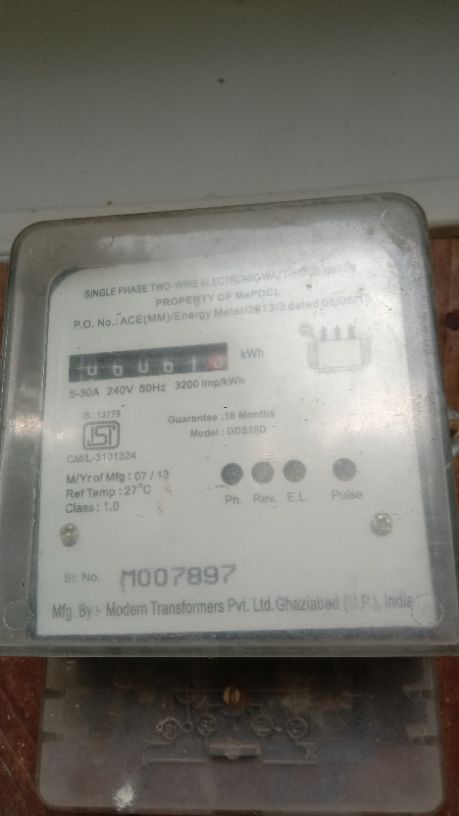 SINGLE PHASE TWO-WIRE ELECTRONIC WATT-HOUR METER
PROPERTY OF MePDCL
P.O. No.: ACE(MM)/Energy Meter/2013/3 dated
kWh
5-30A 240V 50Hz 3200 Imp/kWh
IS : 13779
Guarantee :18 Months
ISI
Model : DDS28D
CM/L-3101324
M/Yr of Mfg : 07 / 13
Ref Temp : 27°C
Class : 1.0
Ph. Rev. E.L. Pulse
Sr. No. M007897
Mfg. By :- Modern Transformers Pvt. Ltd. Ghaziabad (U.P.), India